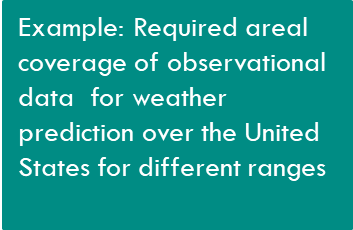 Example: Required areal
coverage of observational
data  for weather
prediction over the United
States for different ranges